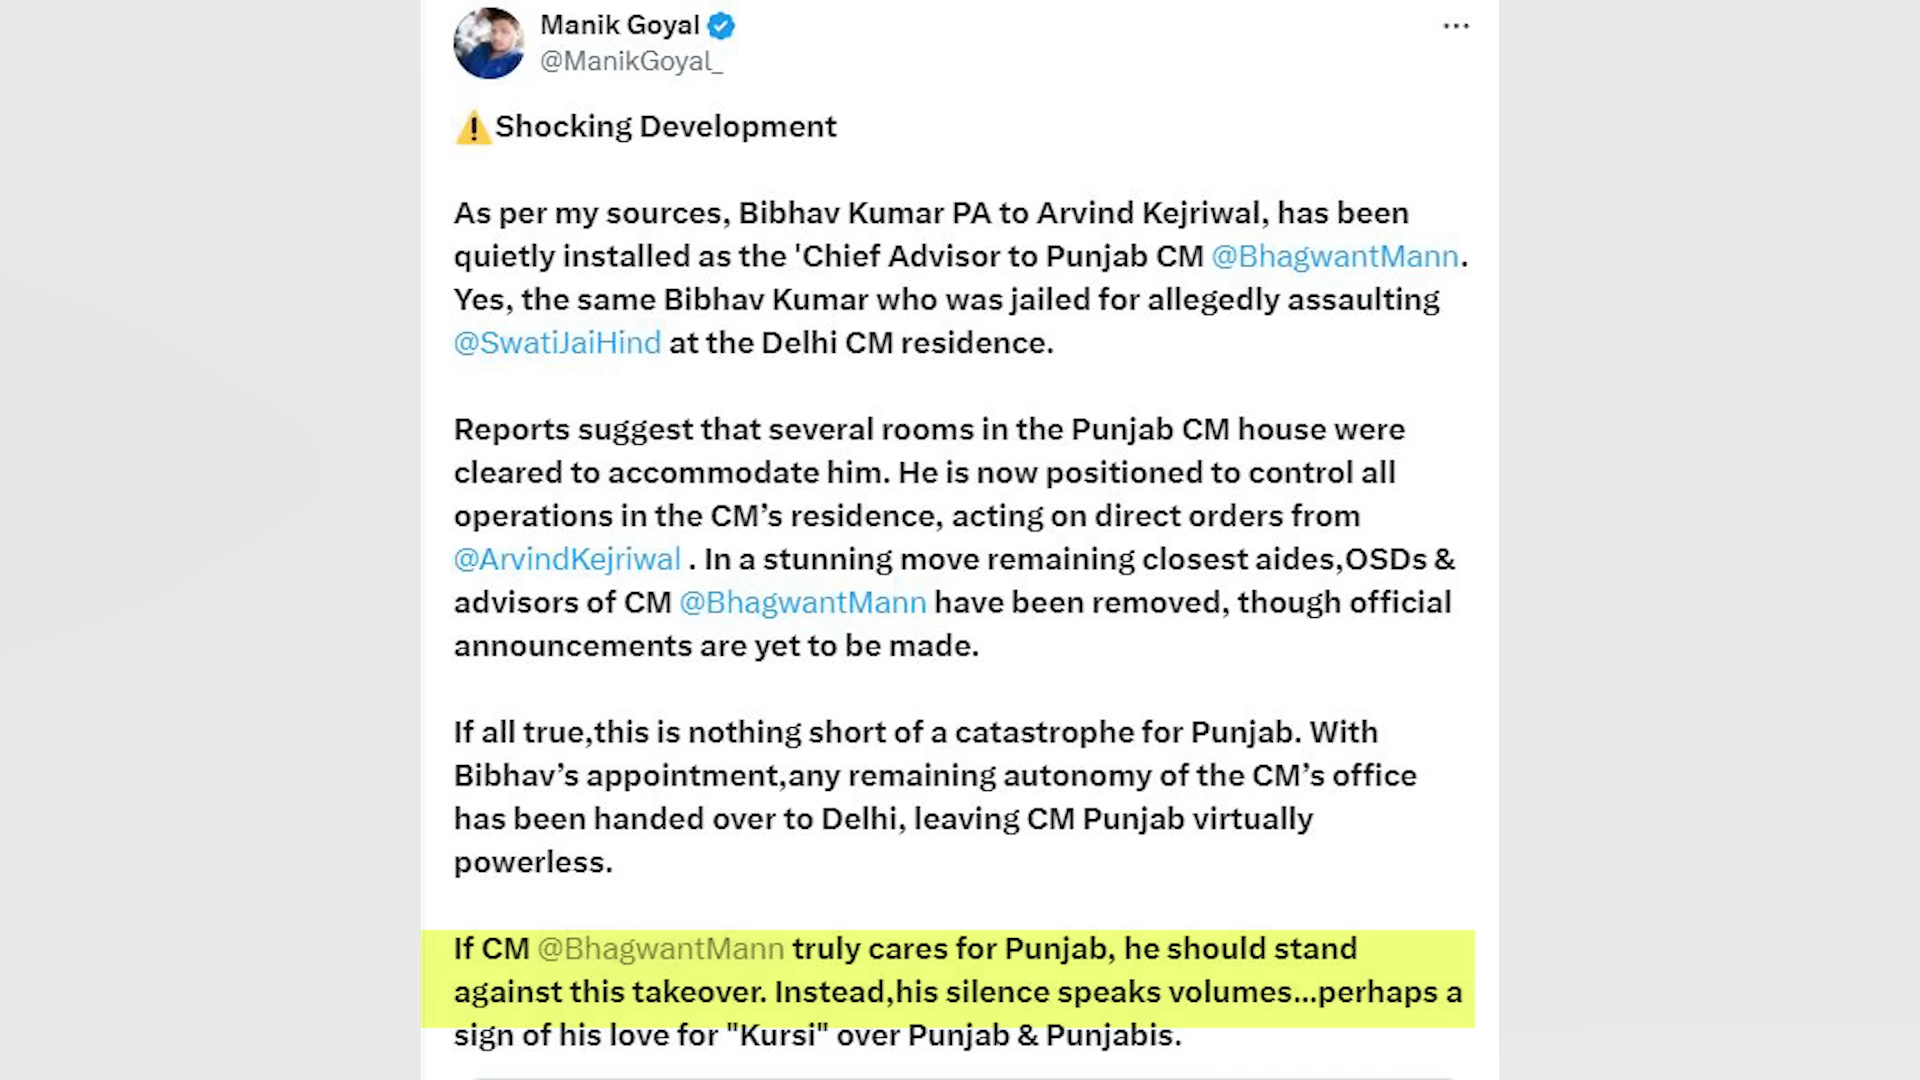 Manik Goyal
@ManikGoyal_
⚠️Shocking Development
As per my sources, Bibhav Kumar PA to Arvind Kejriwal, has been
quietly installed as the 'Chief Advisor to Punjab CM @BhagwantMann.
Yes, the same Bibhav Kumar who was jailed for allegedly assaulting
@SwatiJaiHind at the Delhi CM residence.
Reports suggest that several rooms in the Punjab CM house were
cleared to accommodate him. He is now positioned to control all
operations in the CM’s residence, acting on direct orders from
@ArvindKejriwal . In a stunning move remaining closest aides,OSDs &
advisors of CM @BhagwantMann have been removed, though official
announcements are yet to be made.
If all true,this is nothing short of a catastrophe for Punjab. With
Bibhav’s appointment,any remaining autonomy of the CM’s office
has been handed over to Delhi, leaving CM Punjab virtually
powerless.
If CM @BhagwantMann truly cares for Punjab, he should stand
against this takeover. Instead,his silence speaks volumes...perhaps a
sign of his love for "Kursi" over Punjab & Punjabis.